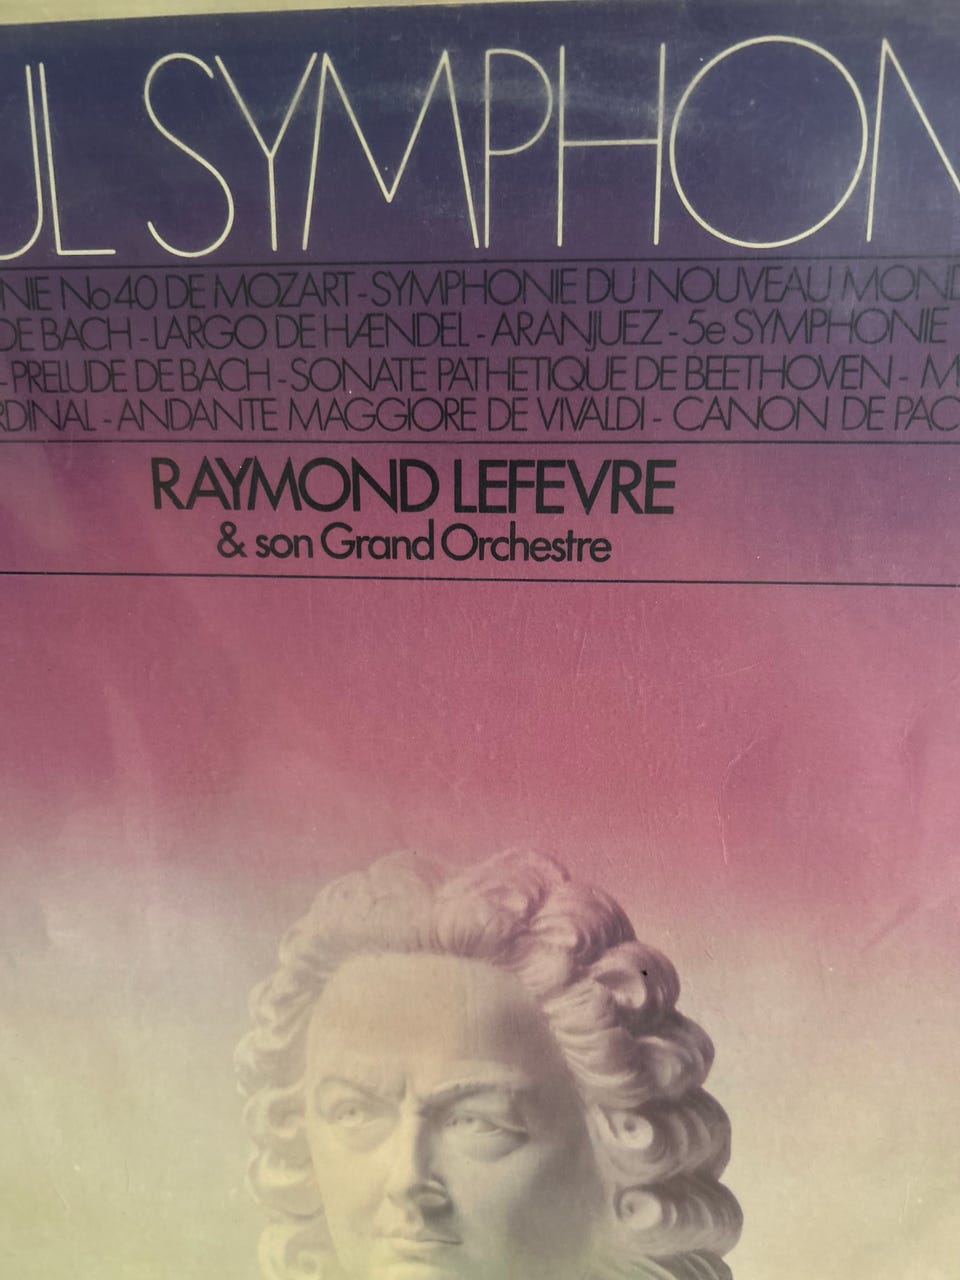 UL SYMPHON
NIE No 40 DE MOZART - SYMPHONIE DU NOUVEAU MOND
DE BACH - LARGO DE HÆNDEL - ARANJUEZ - 5e SYMPHONIE
- PRELUDE DE BACH - SONATE PATHETIQUE DE BEETHOVEN - M
RDINAL - ANDANTE MAGGIORE DE VIVALDI - CANON DE PAC
RAYMOND LEFEVRE
& son Grand Orchestre